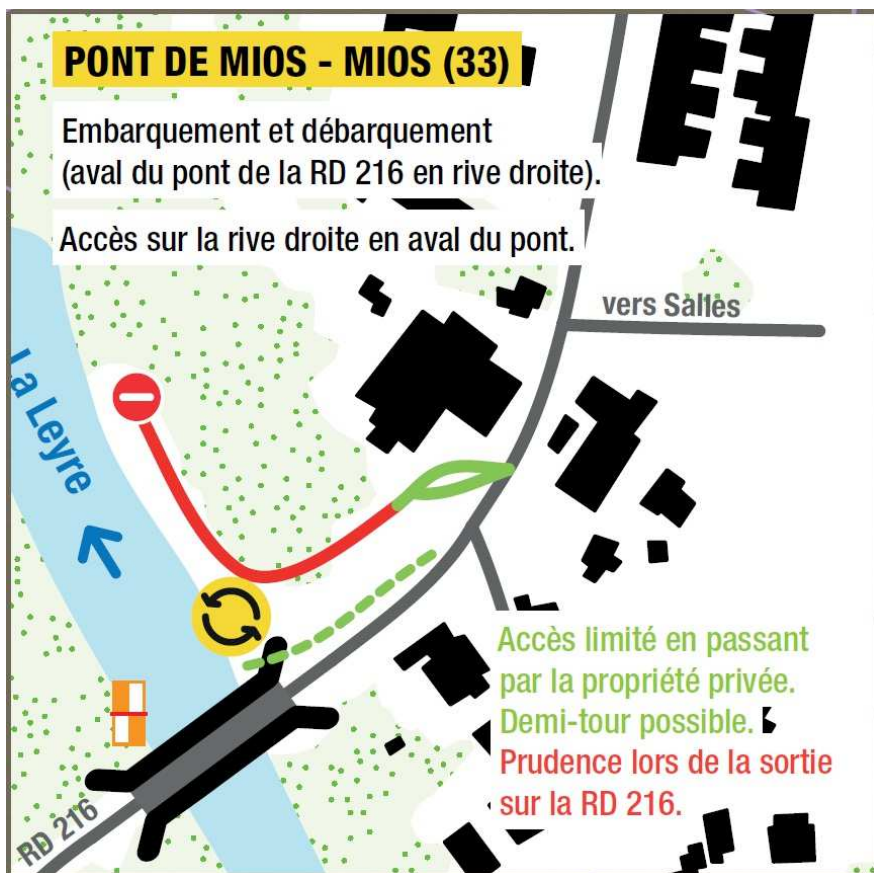 PONT DE MIOS - MIOS (33)
Embarquement et débarquement
(aval du pont de la RD 216 en rive droite).
Accès sur la rive droite en aval du pont.
vers Salles
La Leyre
Accès limité en passant
par la propriété privée.
Demi-tour possible.
Prudence lors de la sortie
sur la RD 216.
RD 216